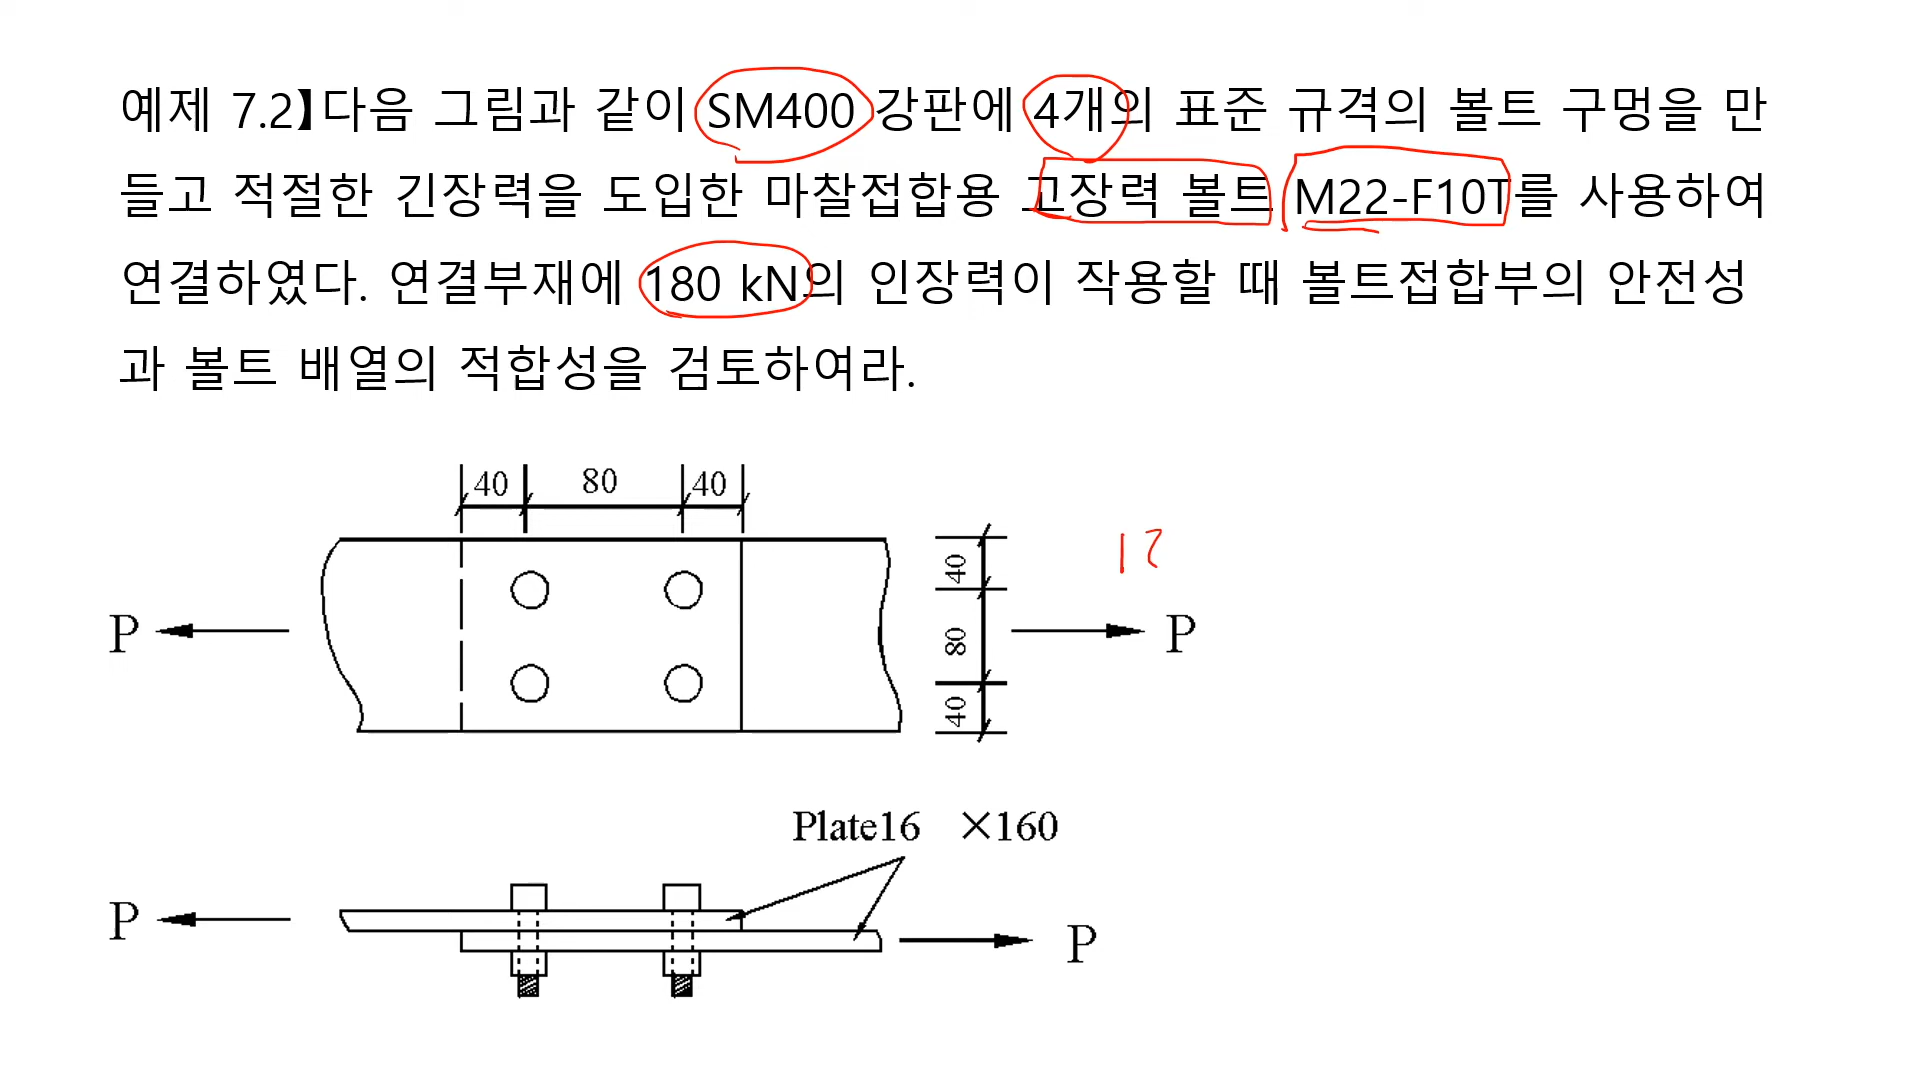 예제 7.2】다음 그림과 같이 SM400 강판에 4개의 표준 규격의 볼트 구멍을 만
들고 적절한 긴장력을 도입한 마찰접합용 고장력 볼트 M22-F10T를 사용하여
연결하였다. 연결부재에 180 kN의 인장력이 작용할 때 볼트접합부의 안전성
과 볼트 배열의 적합성을 검토하여라.
40 80 40
40
80
40
P
P
Plate16 ×160
P
P